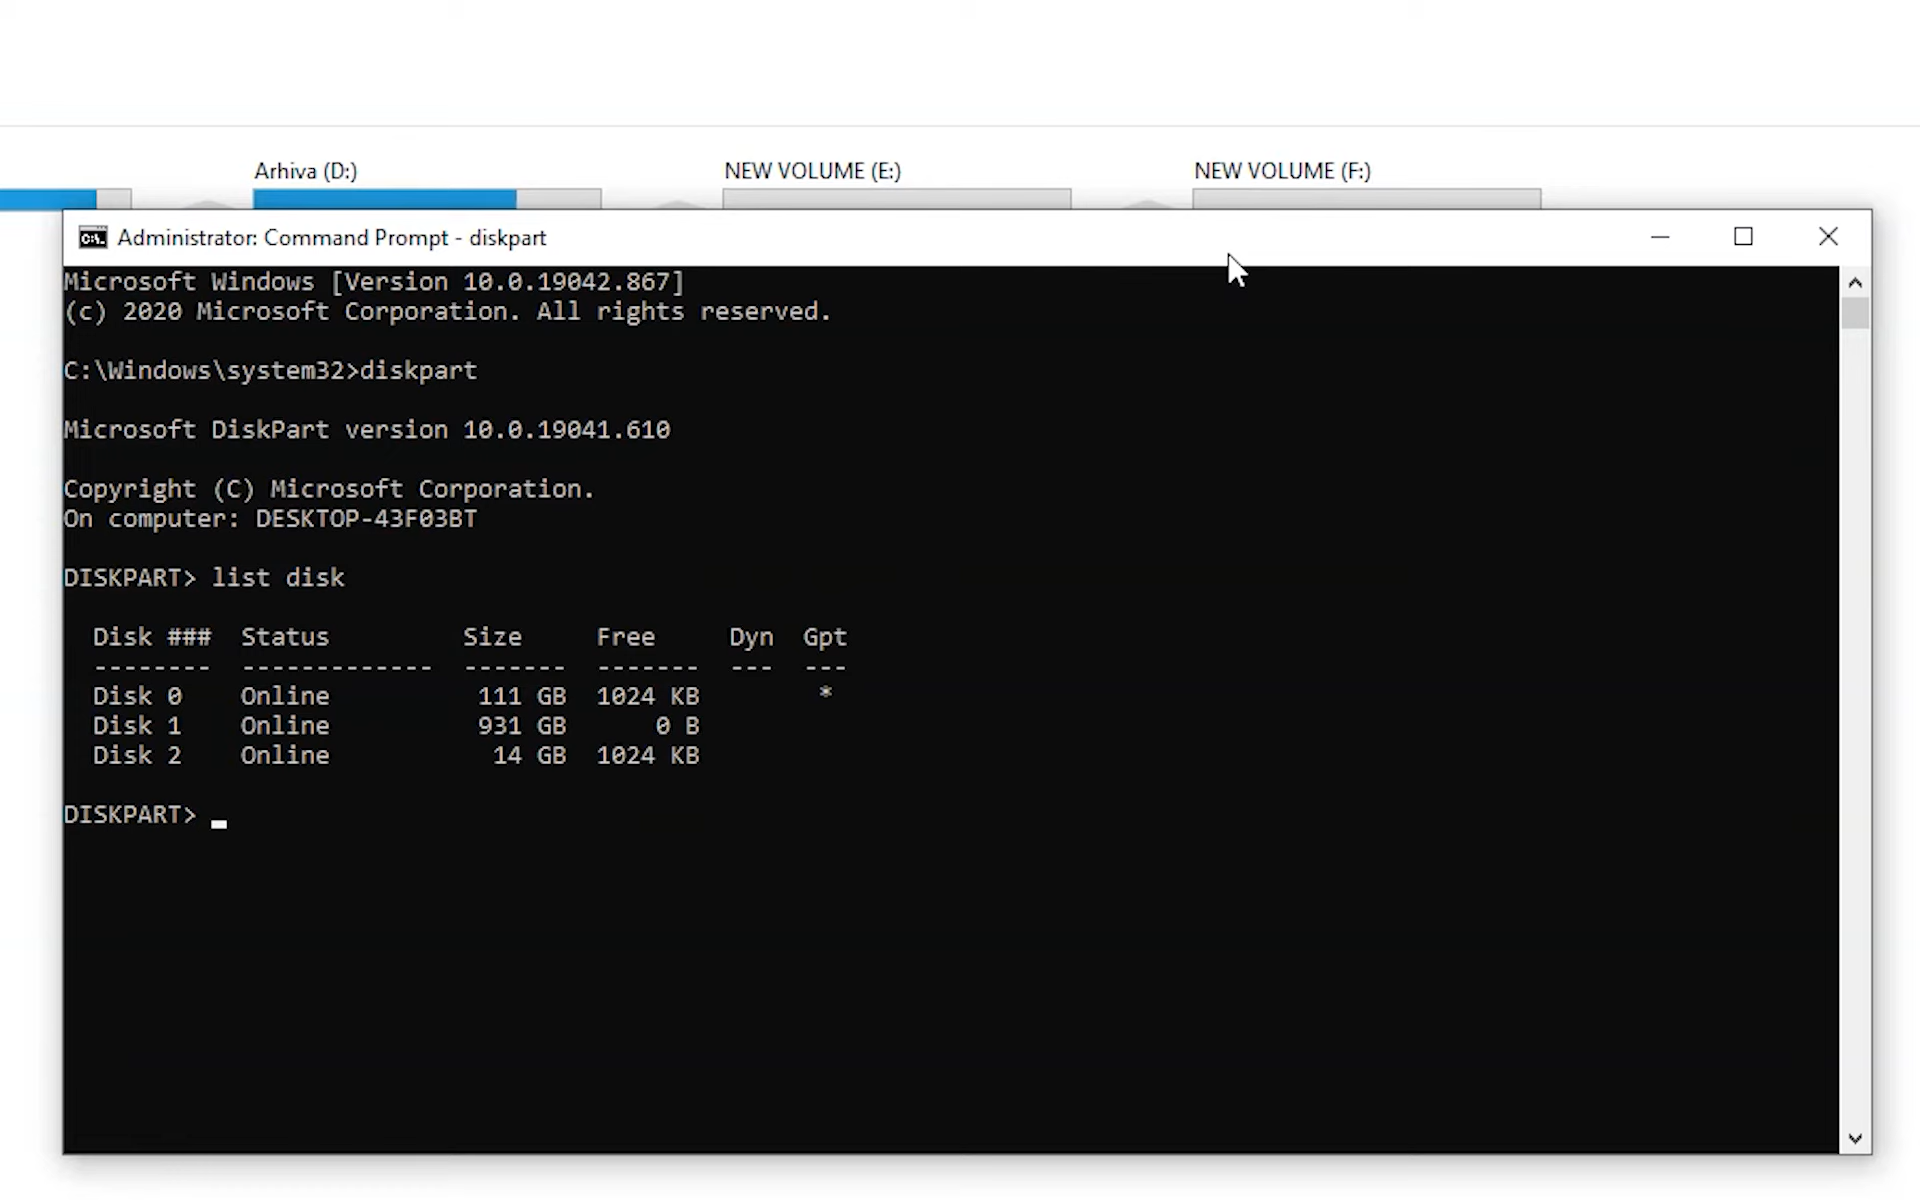 Arhiva (D:)
NEW VOLUME (E:)
NEW VOLUME (F:)
Administrator: Command Prompt - diskpart
Microsoft Windows [Version 10.0.19042.867]
(c) 2020 Microsoft Corporation. All rights reserved.
C:\Windows\system32>diskpart
Microsoft DiskPart version 10.0.19041.610
Copyright (C) Microsoft Corporation.
On computer: DESKTOP-43F03BT
DISKPART> list disk
  Disk ###  Status         Size     Free     Dyn  Gpt
  --------  -------------  -------  -------  ---  ---
  Disk 0    Online          111 GB  1024 KB        *
  Disk 1    Online          931 GB      0 B
  Disk 2    Online           14 GB  1024 KB
DISKPART>